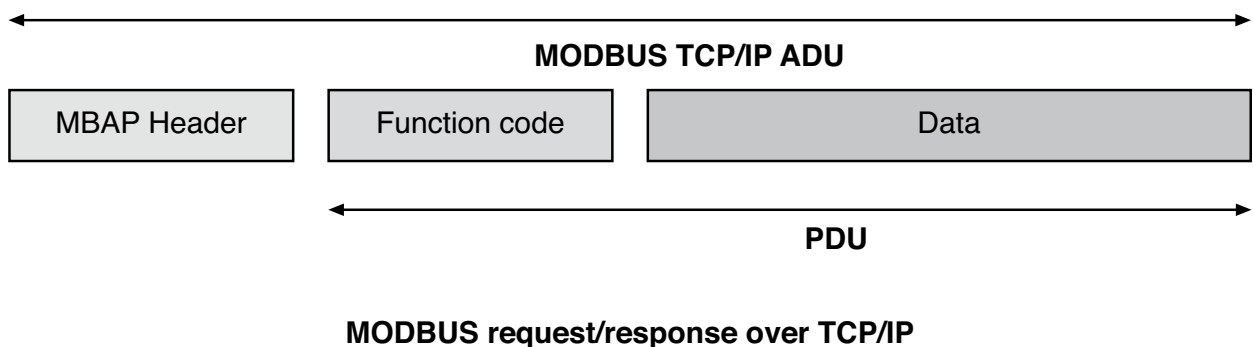 MODBUS TCP/IP ADU
MBAP Header
Function code
Data
PDU
MODBUS request/response over TCP/IP